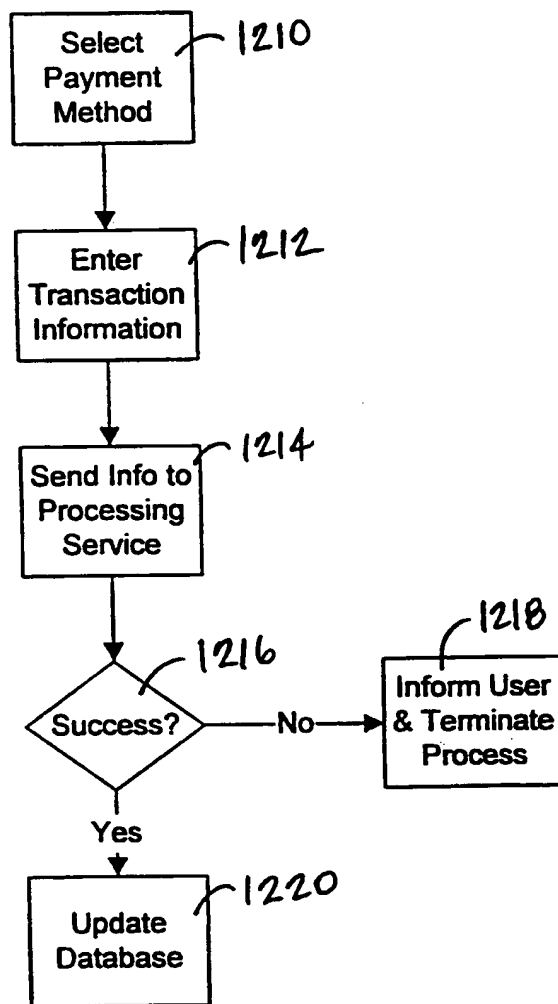 1210
Select
Payment
Method
1212
Enter
Transaction
Information
1214
Send Info to
Processing
Service
1216
Success?
No
1218
Inform User
& Terminate
Process
Yes
1220
Update
Database